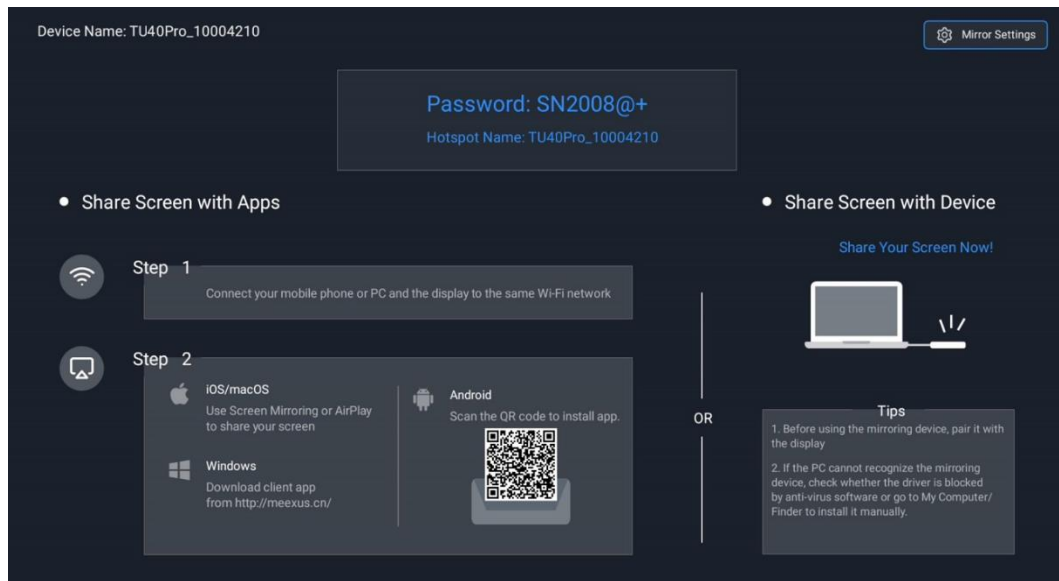 Device Name: TU40Pro_10004210
Mirror Settings
Password: SN2008@+
Hotspot Name: TU40Pro_10004210
Share Screen with Apps
Step 1
Connect your mobile phone or PC and the display to the same Wi-Fi network
Step 2
iOS/macOS
Use Screen Mirroring or AirPlay
to share your screen
Windows
Download client app
from http://meexus.cn/
Android
Scan the QR code to install app.
OR
Share Screen with Device
Share Your Screen Now!
Tips
1. Before using the mirroring device, pair it with
the display
2. If the PC cannot recognize the mirroring
device, check whether the driver is blocked
by anti-virus software or go to My Computer/
Finder to install it manually.